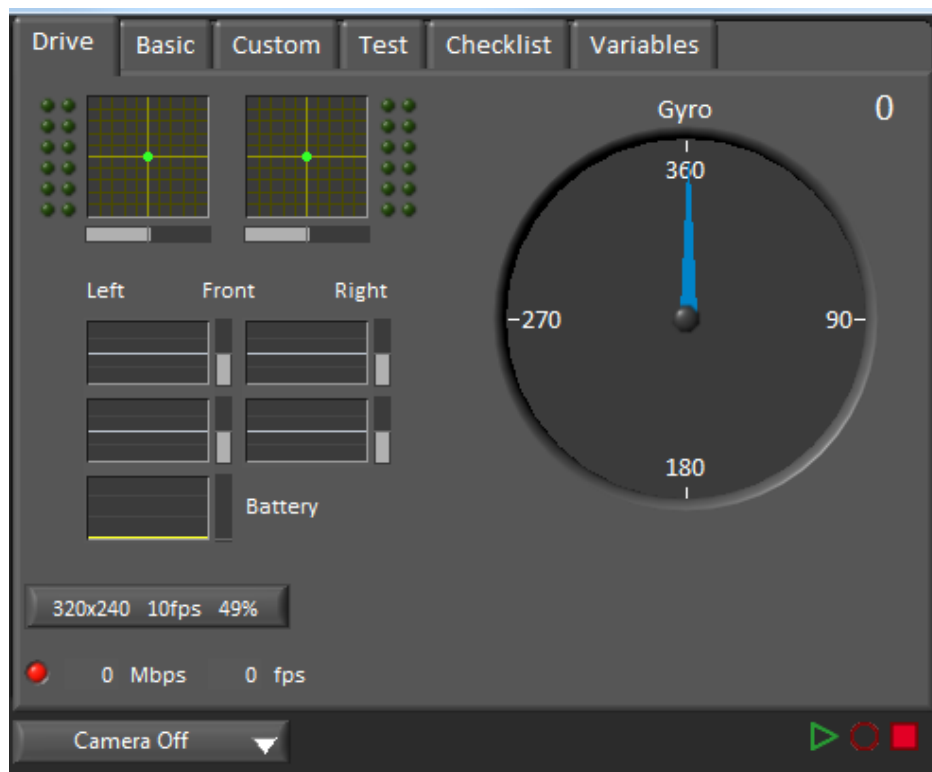 Drive Basic Custom Test Checklist Variables
Gyro 0
360
Left Front Right
270 90
180
Battery
320x240 10fps 49%
0 Mbps 0 fps
Camera Off